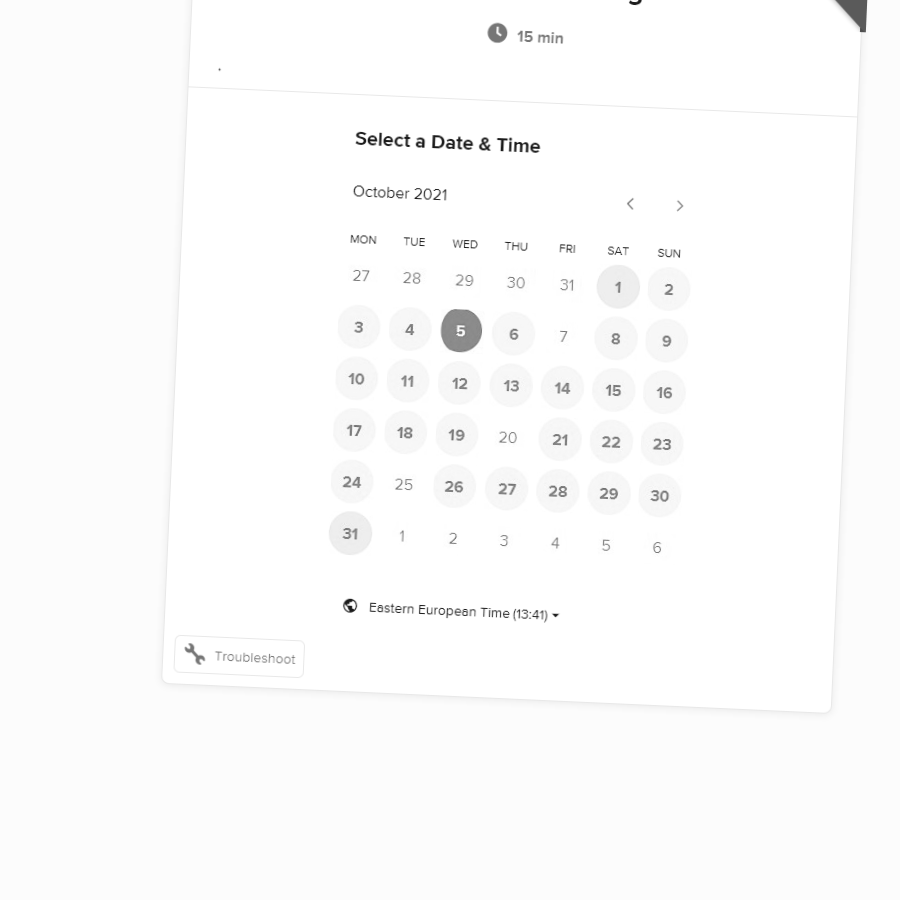 15 min
.
Select a Date & Time
October 2021
MON TUE WED THU FRI SAT SUN
27 28 29 30 31 1 2
3 4 5 6 7 8 9
10 11 12 13 14 15 16
17 18 19 20 21 22 23
24 25 26 27 28 29 30
31 1 2 3 4 5 6
Eastern European Time (13:41)
Troubleshoot